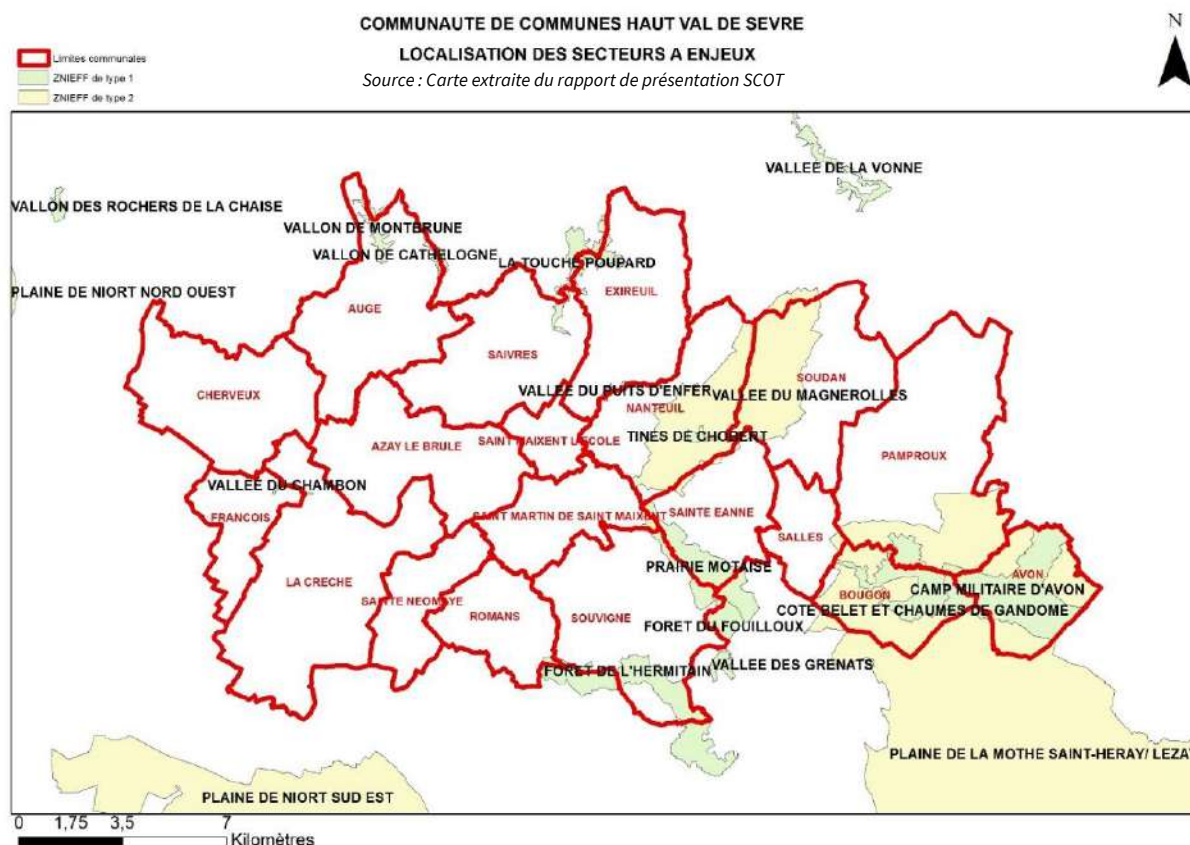 COMMUNAUTE DE COMMUNES HAUT VAL DE SEVRE
N
LOCALISATION DES SECTEURS A ENJEUX
Source : Carte extraite du rapport de présentation SCOT
Limites communales
ZNIEFF de type 1
ZNIEFF de type 2
VALLEE DE LA VONNE
VALLON DES ROCHERS DE LA CHAISE
VALLON DE MONTBRUNE
VALLON DE CATHELOGNE
LA TOUCHE POUPARD
PLAINE DE NIORT NORD OUEST
EXIREUIL
AUGE
SAIVRES
SOUDAN
CHERVEUX
VALLEE DU PUITS D'ENFER
VALLEE DU MAGNEROLLES
NANTEUIL
TINES DE CHOBERT
AZAY LE BRULE
SAINT MAIXENT L'ECOLE
PAMPROUX
VALLEE DU CHAMBON
FRANCOIS
SAINT MARTIN DE SAINT MAIXENT
SAINTE EANNE
SALLES
PRAIRIE MOTAISE
AVON
LA CRECHE
CAMP MILITAIRE D'AVON
BOUGON
SAINTE NEOMAYE
COTE BELET ET CHAUMES DE GANDOME
ROMANS
SOUVIGNE
FORET DU FOUILLOUX
VALLEE DES GRENATS
FORET DE L'HERMITAIN
PLAINE DE LA MOTHE SAINT-HERAY/ LEZAY
PLAINE DE NIORT SUD EST
0 1,75 3,5 7
Kilomètres